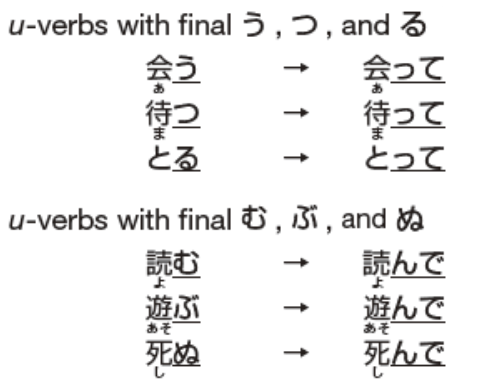 u-verbs with final う, つ, and る
会う → 会って
あ あ
待つ → 待って
ま ま
とる → とって
u-verbs with final む, ぶ, and ぬ
読む → 読んで
よ よ
遊ぶ → 遊んで
あそ あそ
死ぬ → 死んで
し し